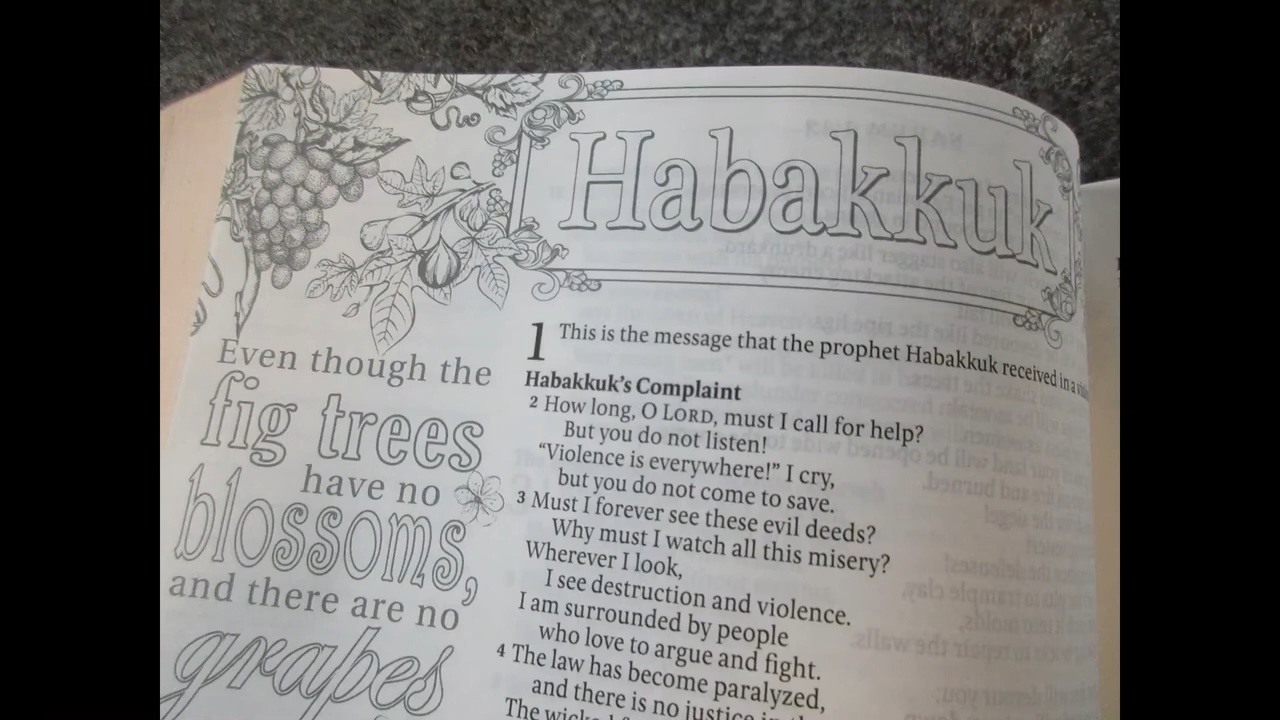 Habakkuk
Even though the
fig trees
have no
blossoms,
and there are no
grapes
1 This is the message that the prophet Habakkuk received in a
Habakkuk's Complaint
2 How long, O LORD, must I call for help?
But you do not listen!
"Violence is everywhere!" I cry,
but you do not come to save.
3 Must I forever see these evil deeds?
Why must I watch all this misery?
Wherever I look,
I see destruction and violence.
I am surrounded by people
who love to argue and fight.
4 The law has become paralyzed,
and there is no justice in
The